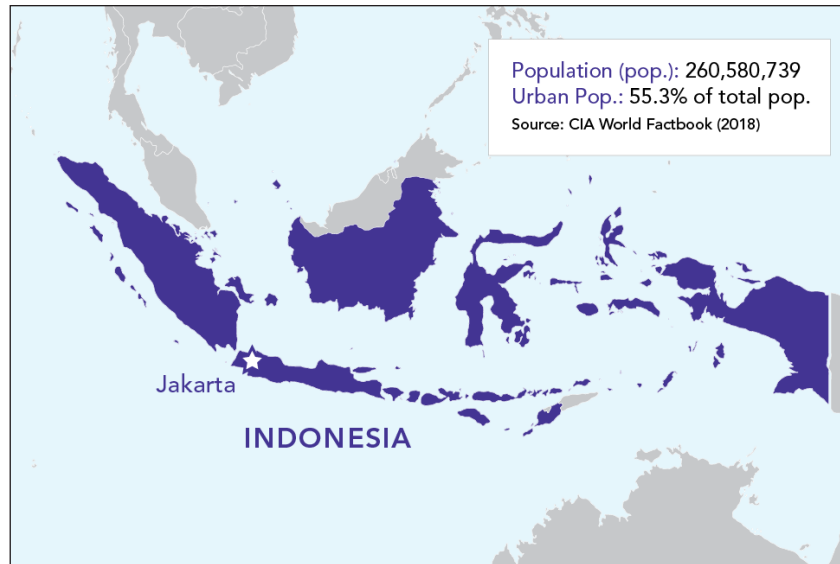 Population (pop.): 260,580,739
Urban Pop.: 55.3% of total pop.
Source: CIA World Factbook (2018)
Jakarta
INDONESIA